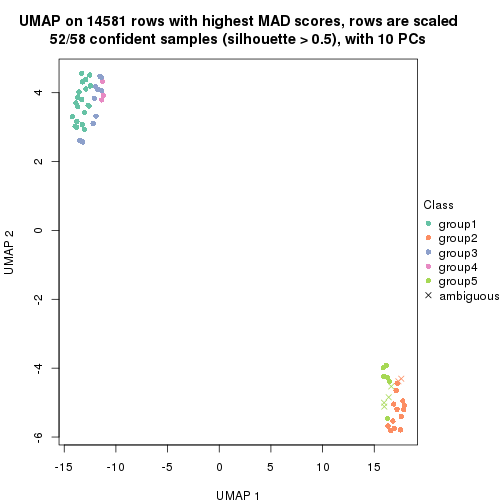 UMAP on 14581 rows with highest MAD scores, rows are scaled
52/58 confident samples (silhouette > 0.5), with 10 PCs
4
2
0
-2
-4
-6
UMAP 2
-15
-10
-5
0
5
10
15
UMAP 1
Class
group1
group2
group3
group4
group5
ambiguous